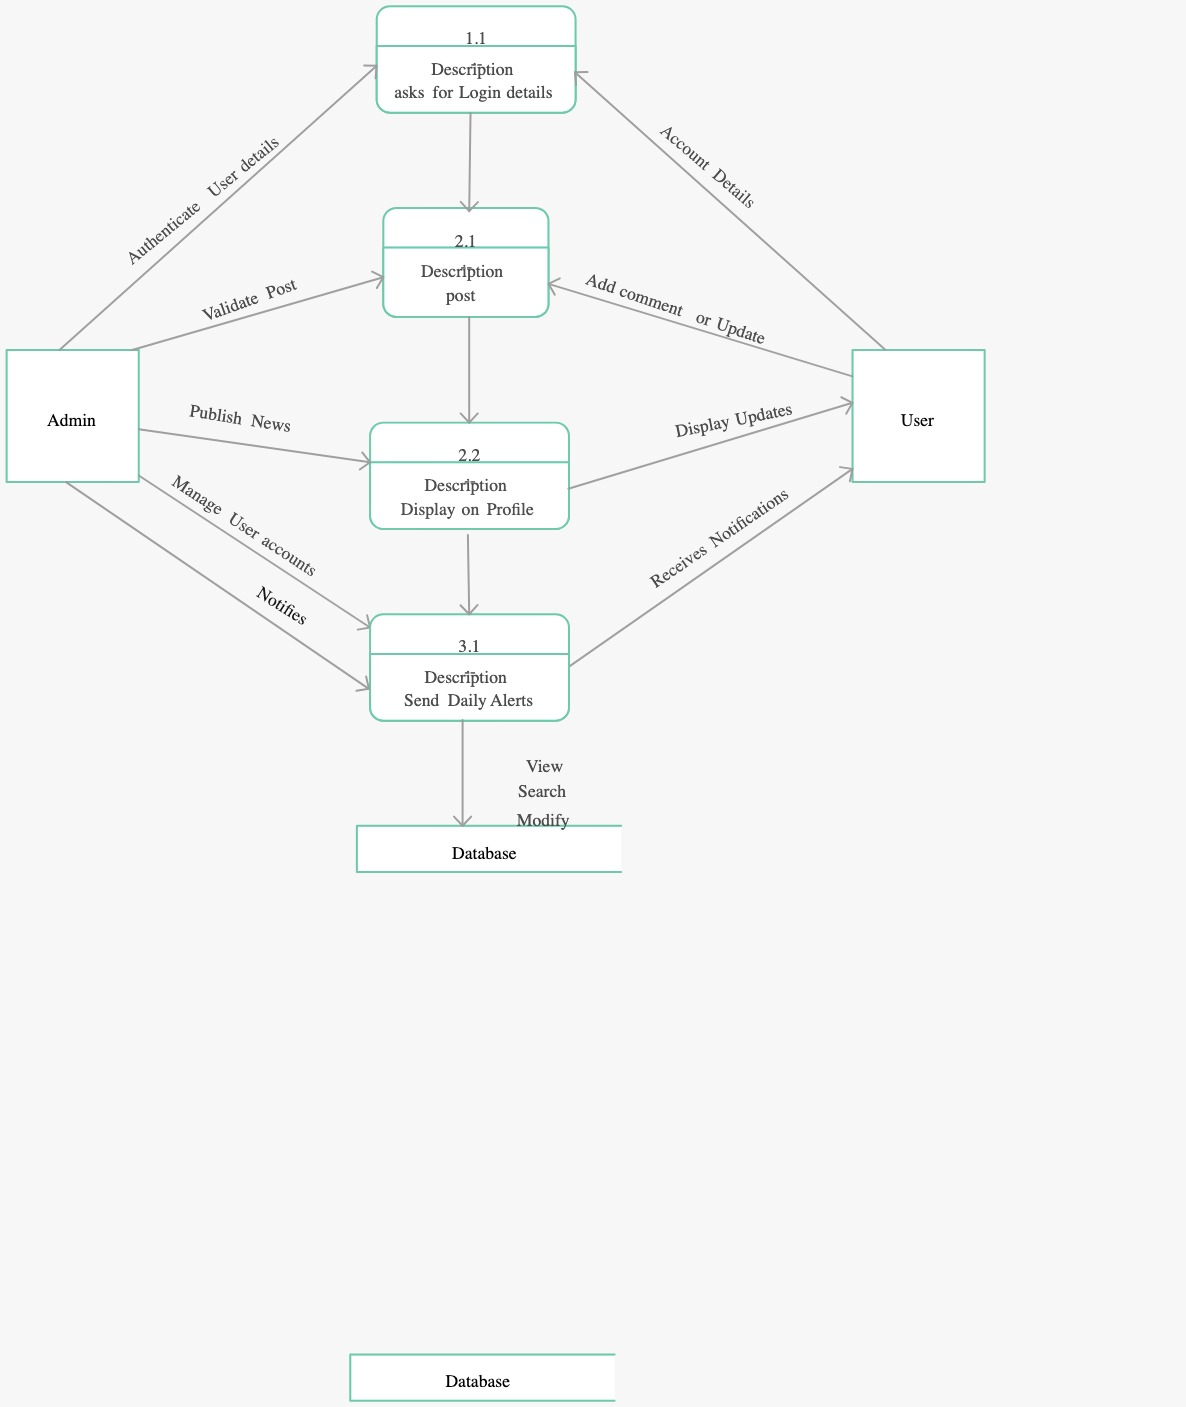 1.1
Description
asks for Login details
Authenticate User details
Account Details
2.1
Description
post
Validate Post
Add comment or Update
Admin
User
Publish News
Display Updates
2.2
Description
Display on Profile
Manage User accounts
Receives Notifications
Notifies
3.1
Description
Send Daily Alerts
View
Search
Modify
Database
Database